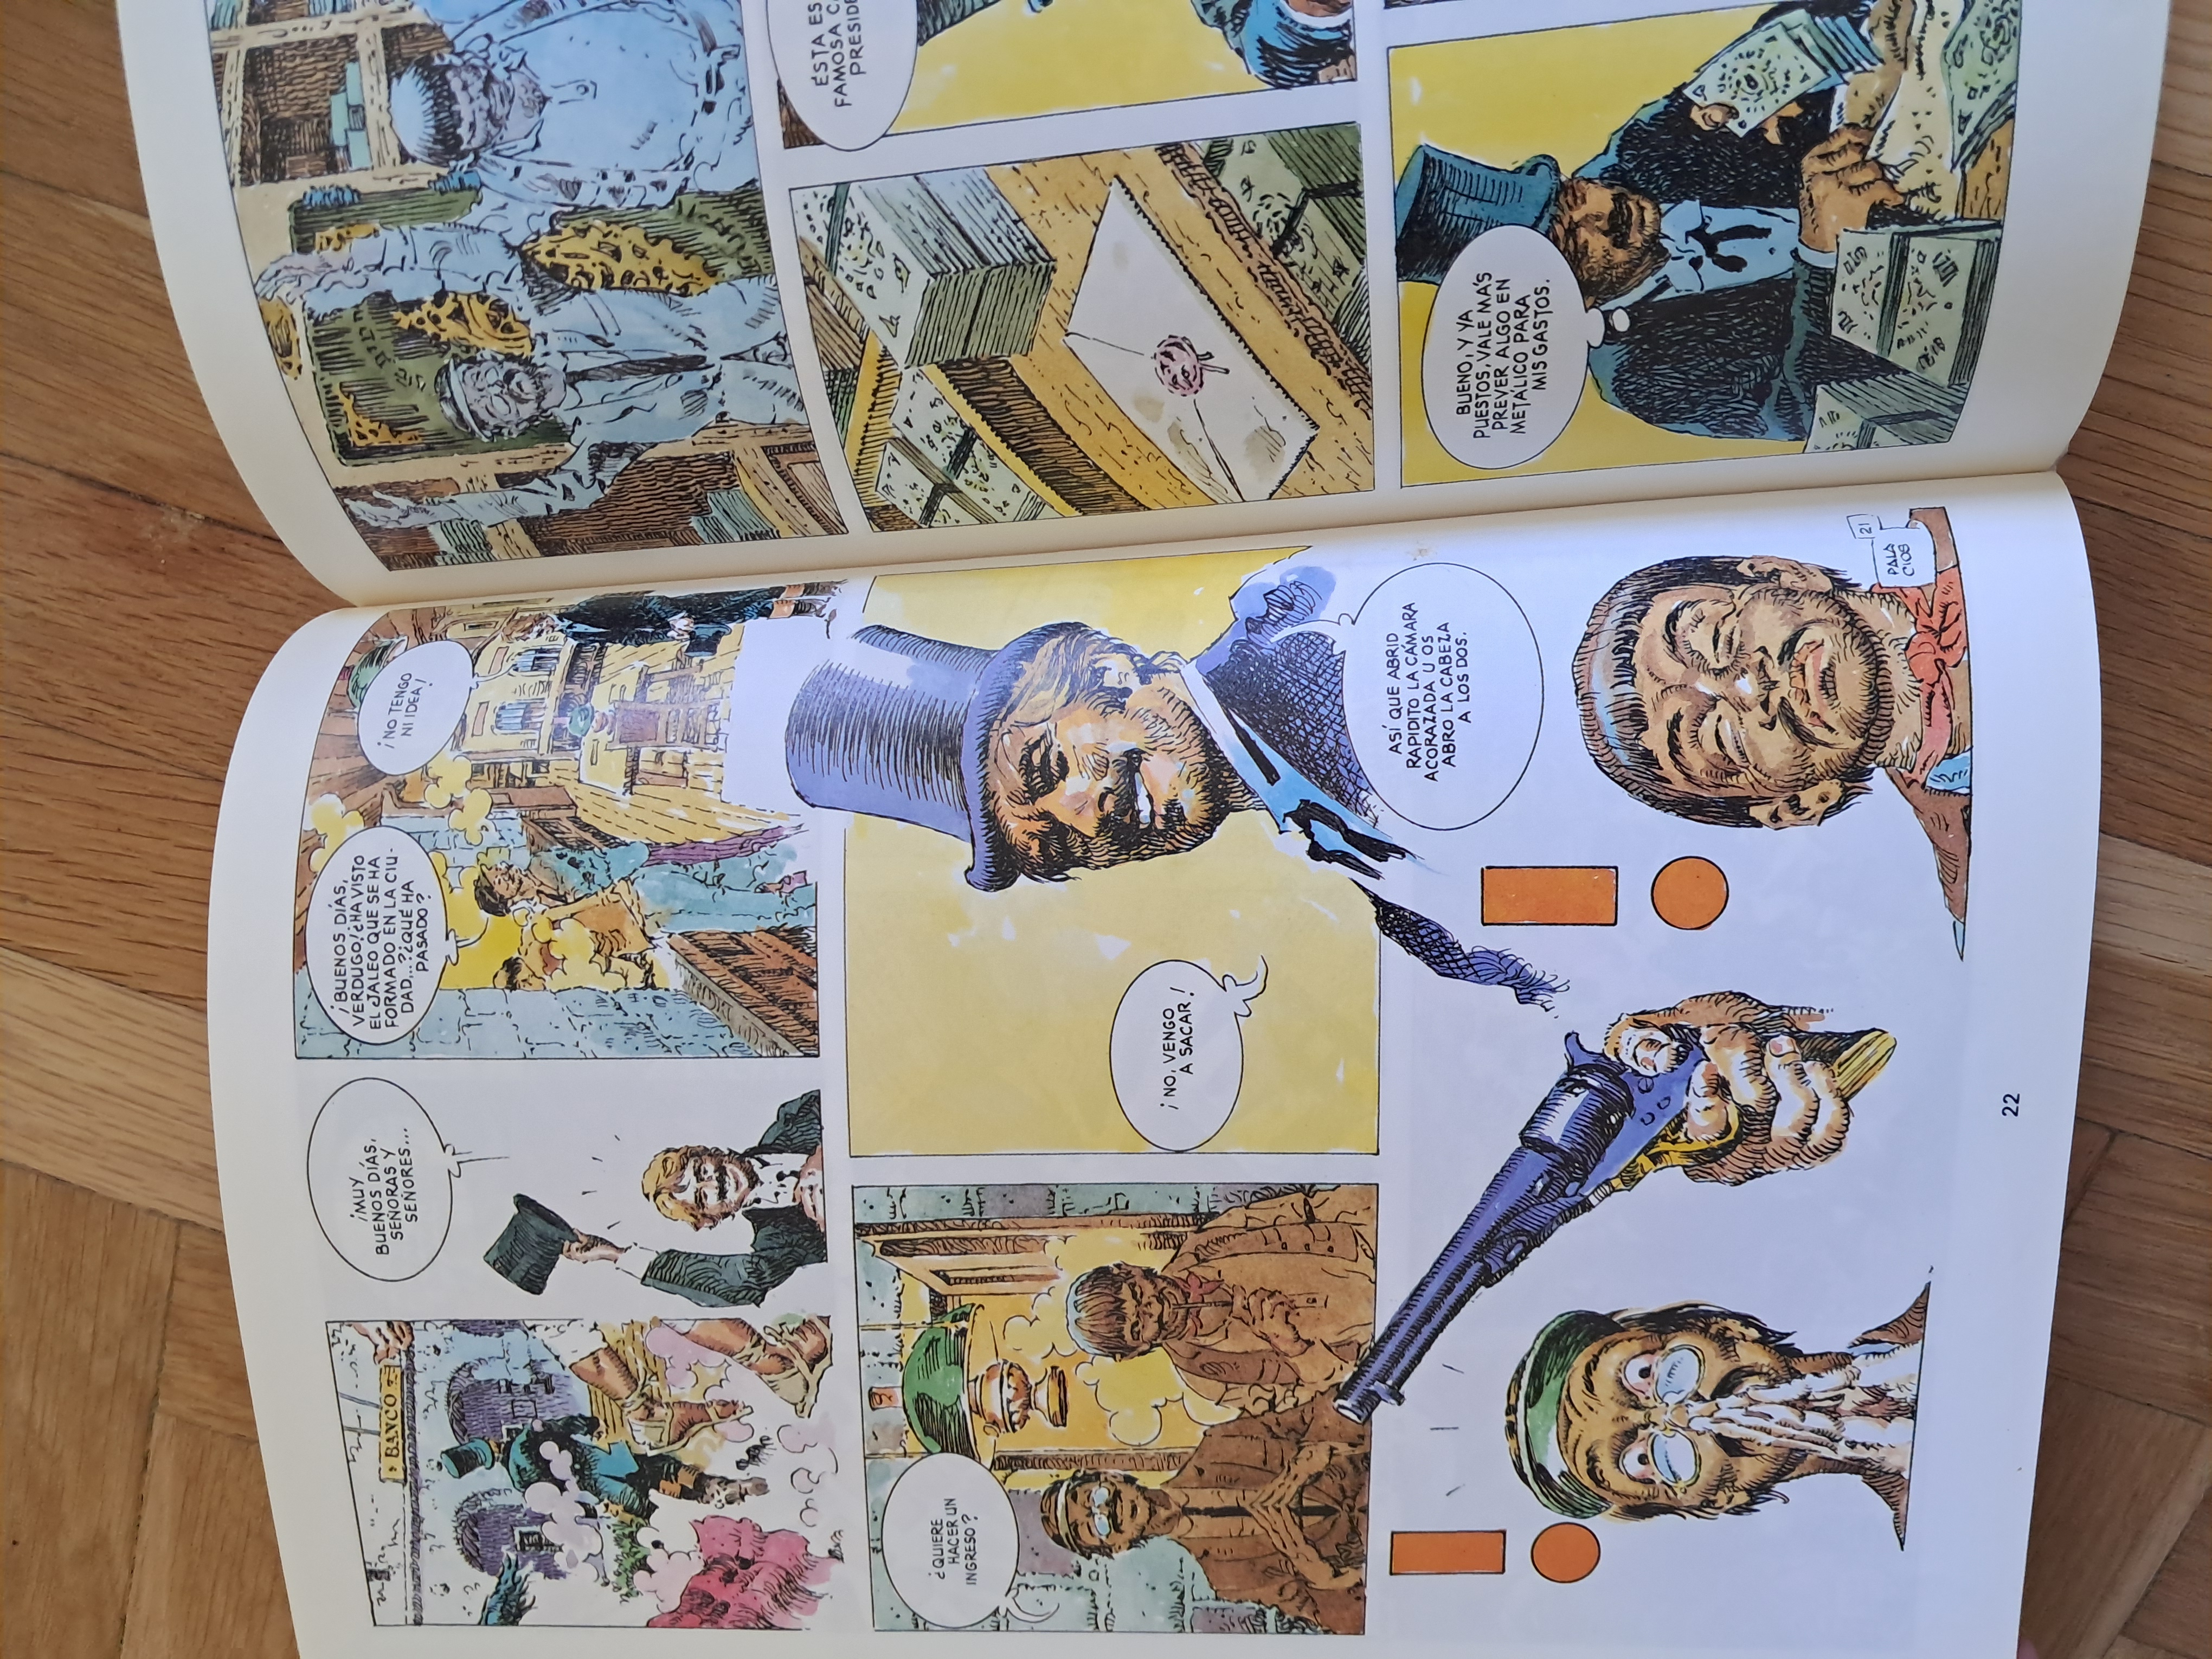 BANCO
¡MUY
BUENOS DÍAS,
SEÑORAS Y
SEÑORES...
¡BUENOS DÍAS,
VERDUGO! ¿HA VISTO
EL JALEO QUE SE HA
FORMADO EN LA CIU-
DAD...? ¿QUÉ HA
PASADO?
¡NO TENGO
NI IDEA!
¿QUIERE
HACER UN
INGRESO?
¡NO, VENGO
A SACAR!
ASÍ QUE ABRID
RAPIDITO LA CÁMARA
ACORAZADA U OS
ABRO LA CABEZA
A LOS DOS.
!
!
21
PALA
CIOS
22
ÉSTA ES
FAMOSA
BUENO, Y YA
PUESTOS, VALE MÁS
PREVER ALGO EN
METÁLICO PARA
MIS GASTOS.